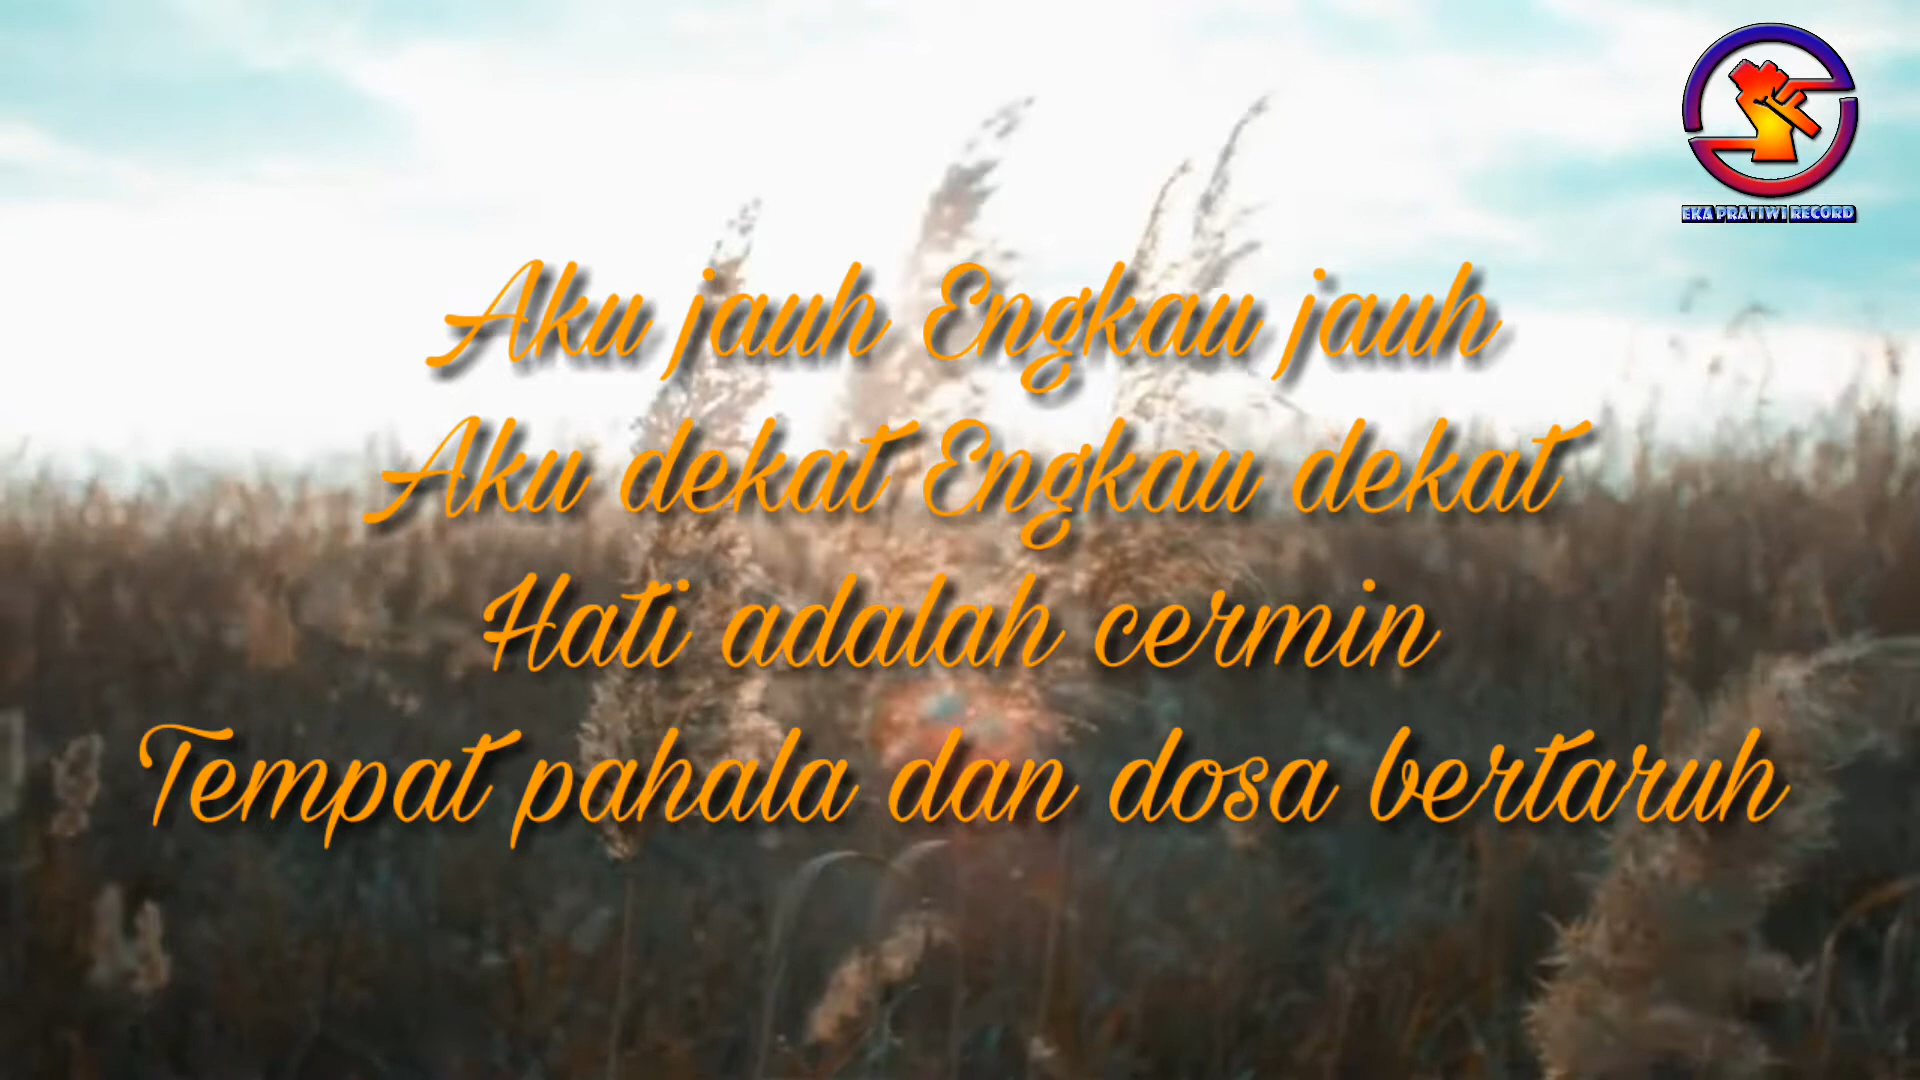 EKA PRATIWI RECORD
Aku jauh Engkau jauh
Aku dekat Engkau dekat
Hati adalah cermin
Tempat pahala dan dosa bertaruh